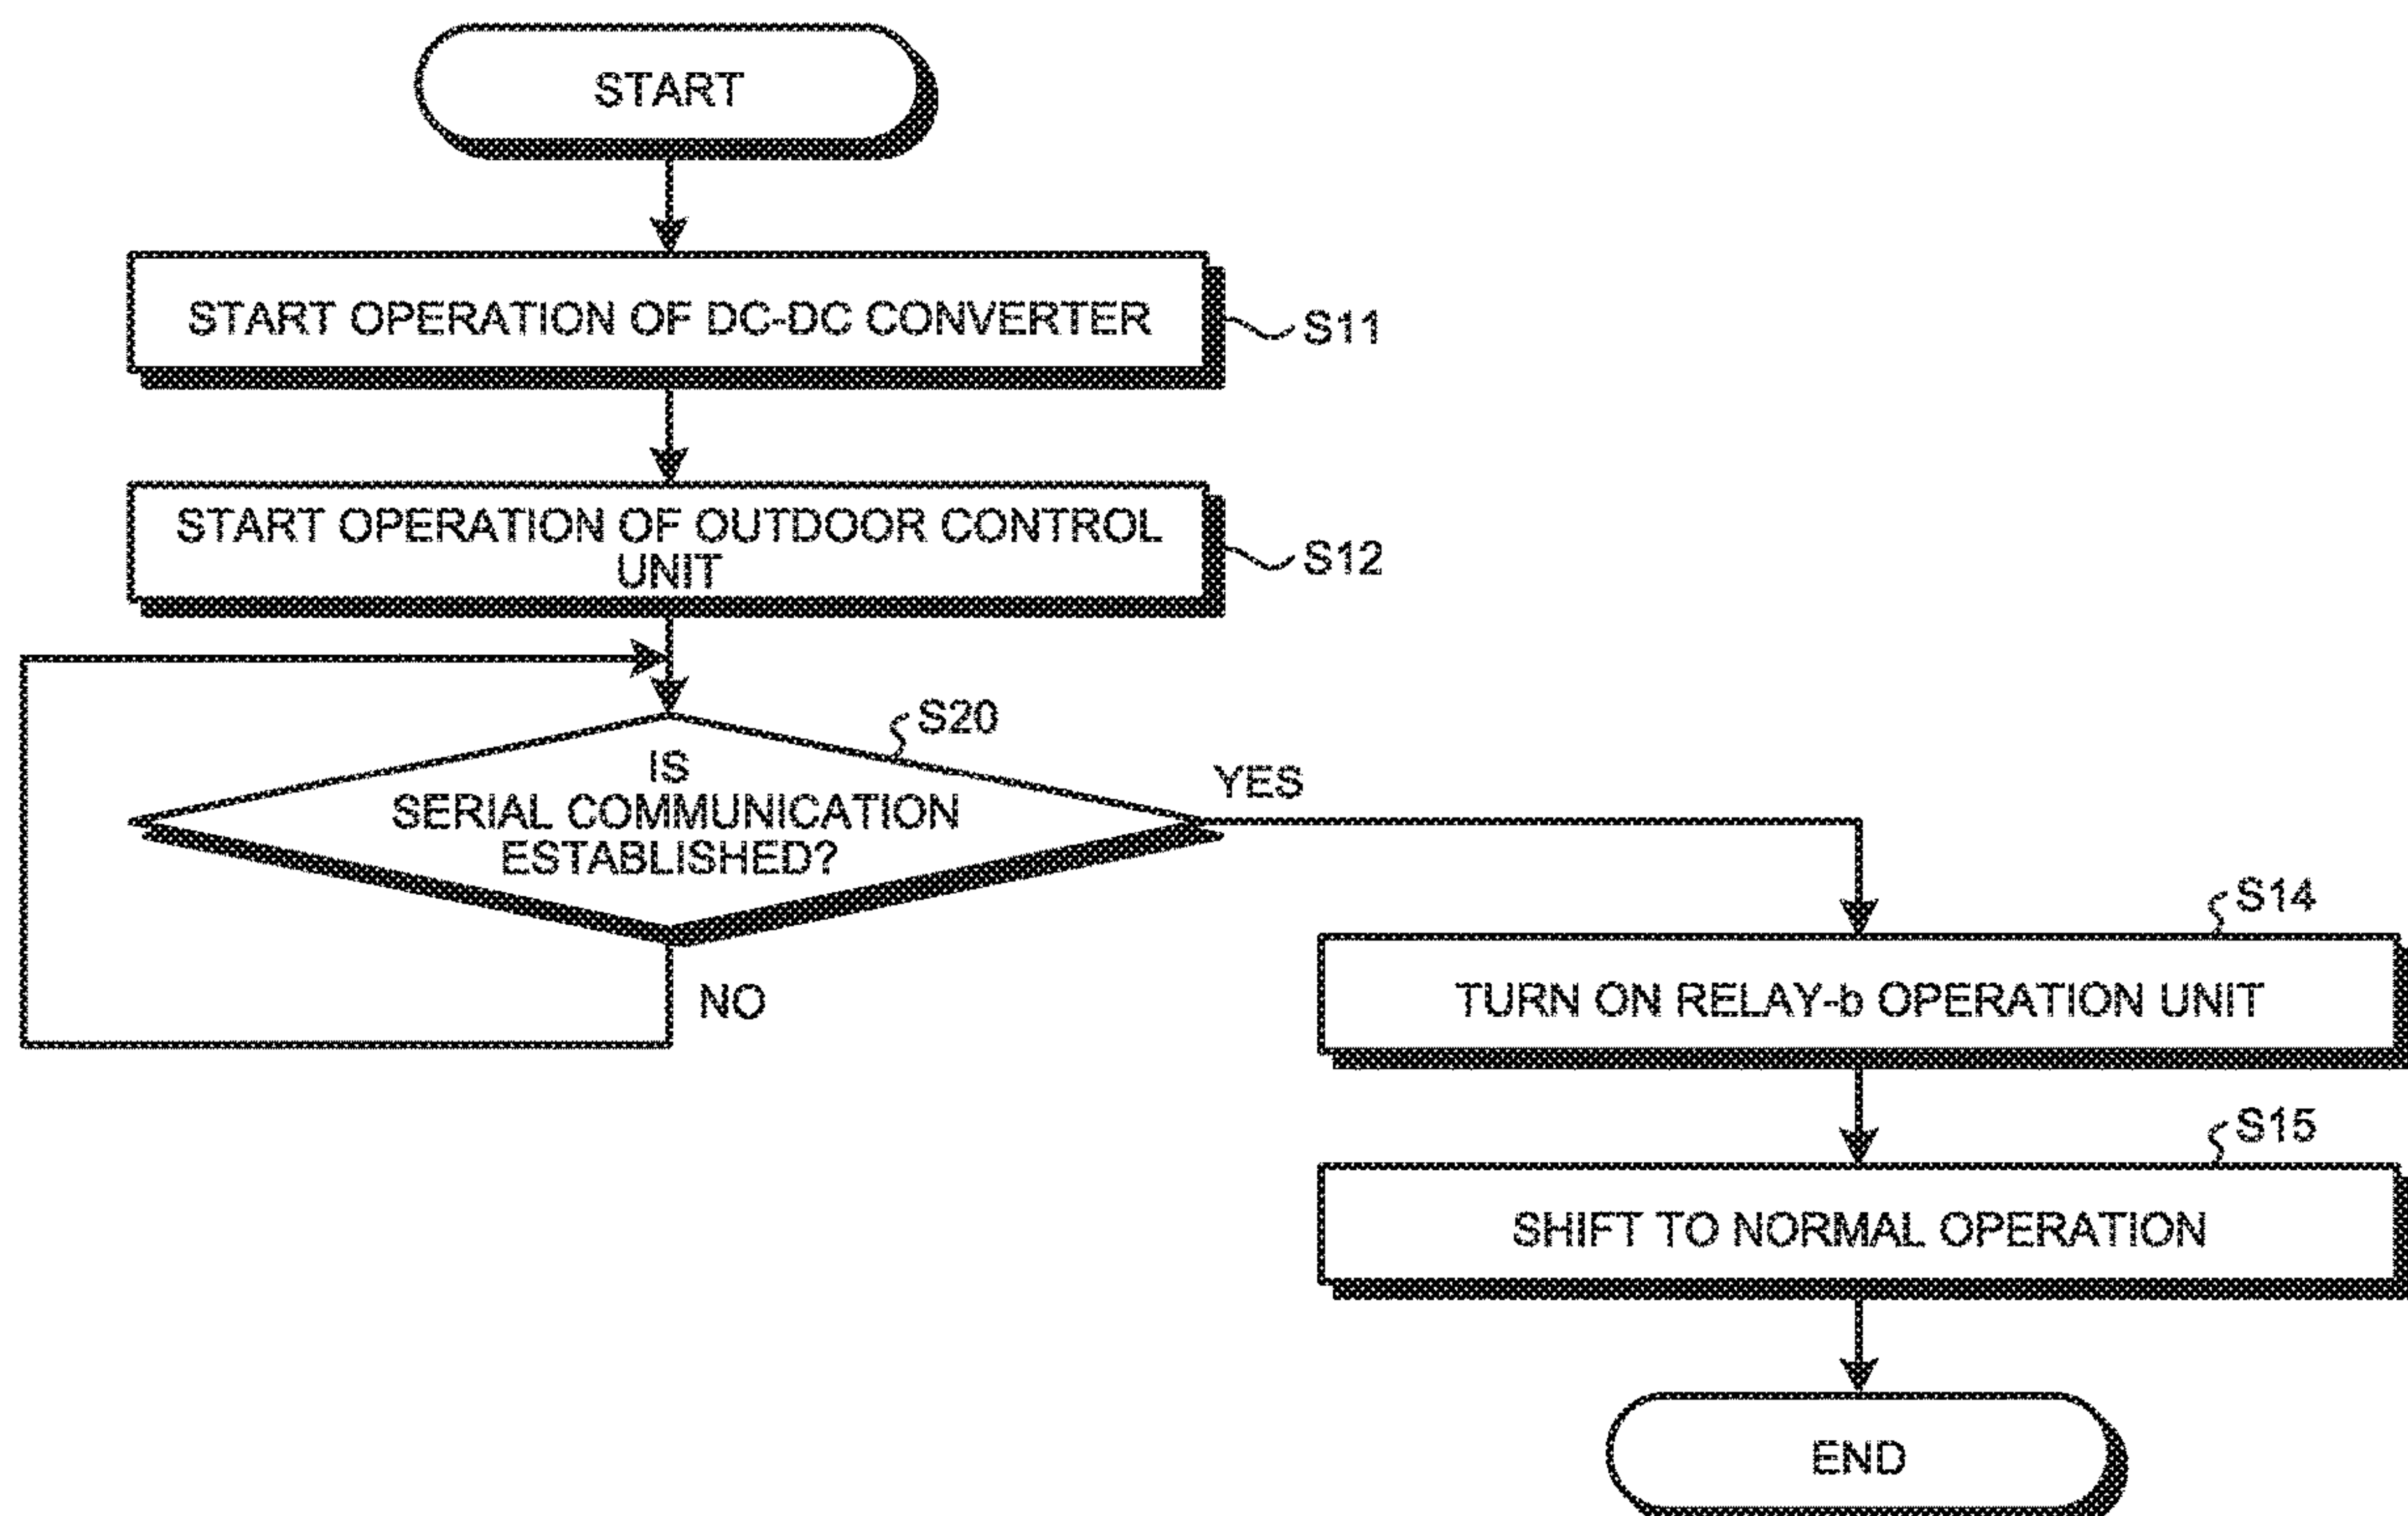 START
START OPERATION OF DC-DC CONVERTER
S11
START OPERATION OF OUTDOOR CONTROL
UNIT
S12
S20
IS
SERIAL COMMUNICATION
ESTABLISHED?
YES
NO
S14
TURN ON RELAY-b OPERATION UNIT
S15
SHIFT TO NORMAL OPERATION
END